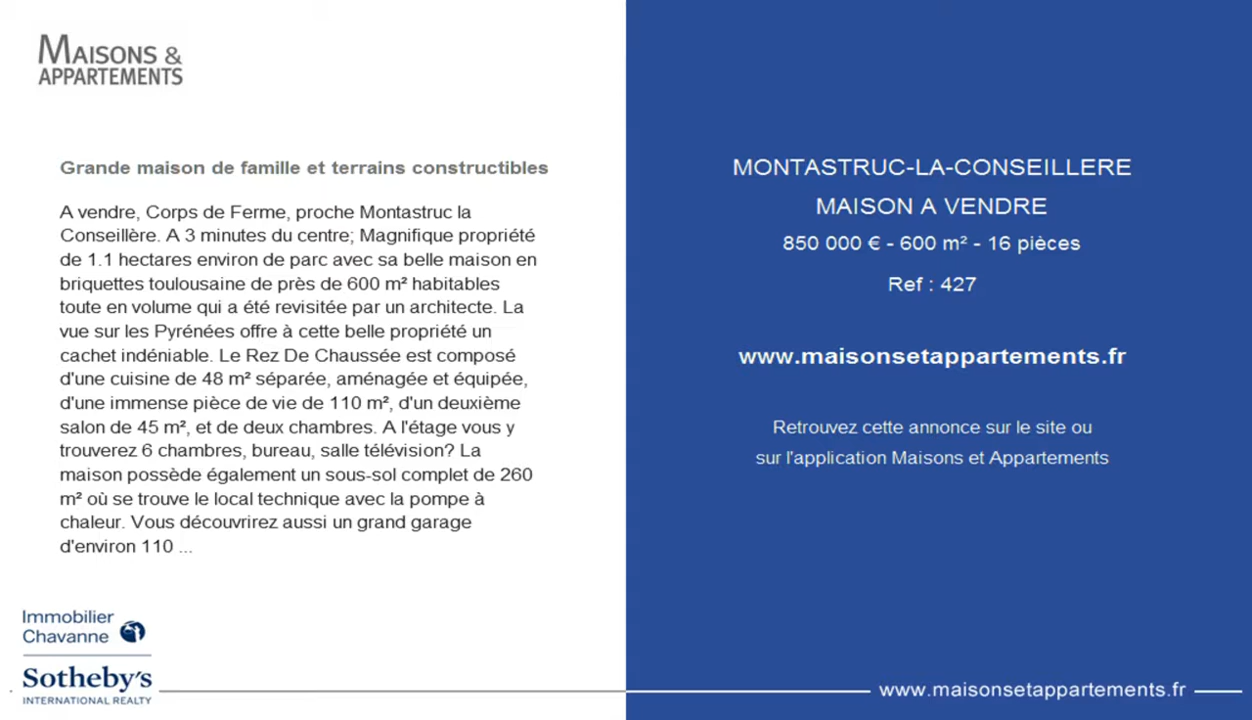 MAISONS &
APPARTEMENTS
Grande maison de famille et terrains constructibles
A vendre, Corps de Ferme, proche Montastruc la
Conseillère. A 3 minutes du centre; Magnifique propriété
de 1.1 hectares environ de parc avec sa belle maison en
briquettes toulousaine de près de 600 m² habitables
toute en volume qui a été revisitée par un architecte. La
vue sur les Pyrénées offre à cette belle propriété un
cachet indéniable. Le Rez De Chaussée est composé
d'une cuisine de 48 m² séparée, aménagée et équipée,
d'une immense pièce de vie de 110 m², d'un deuxième
salon de 45 m², et de deux chambres. A l'étage vous y
trouverez 6 chambres, bureau, salle télévision? La
maison possède également un sous-sol complet de 260
m² où se trouve le local technique avec la pompe à
chaleur. Vous découvrirez aussi un grand garage
d'environ 110 ...
Immobilier
Chavanne
Sotheby's
INTERNATIONAL REALTY
MONTASTRUC-LA-CONSEILLERE
MAISON A VENDRE
850 000 € - 600 m² - 16 pièces
Ref : 427
www.maisonsetappartements.fr
Retrouvez cette annonce sur le site ou
sur l'application Maisons et Appartements
www.maisonsetappartements.fr